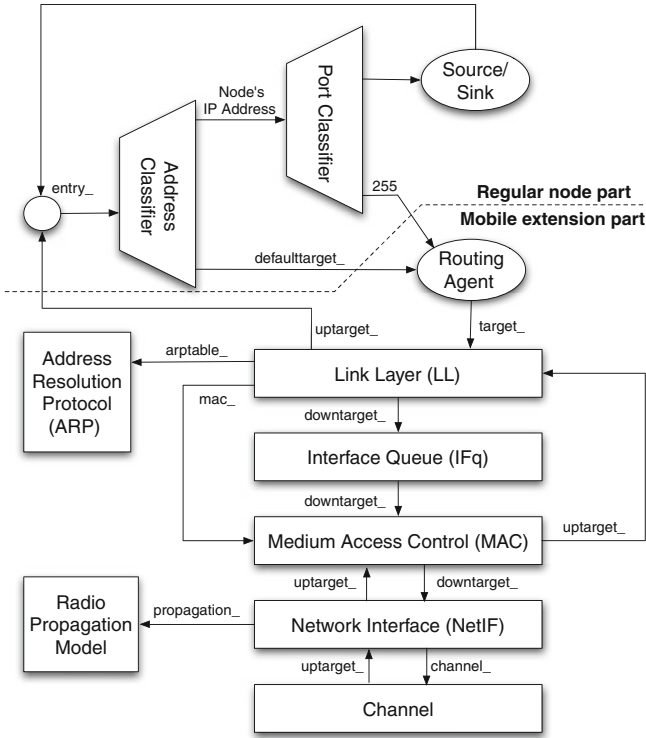 Node's
IP Address
Port Classifier
Source/
Sink
entry_
Address
Classifier
255
Regular node part
Mobile extension part
defaulttarget_
Routing
Agent
uptarget_
target_
Address
Resolution
Protocol
(ARP)
arptable_
Link Layer (LL)
mac_
downtarget_
Interface Queue (IFq)
downtarget_
Medium Access Control (MAC)
uptarget_
uptarget_
downtarget_
Radio
Propagation
Model
propagation_
Network Interface (NetIF)
uptarget_
channel_
Channel